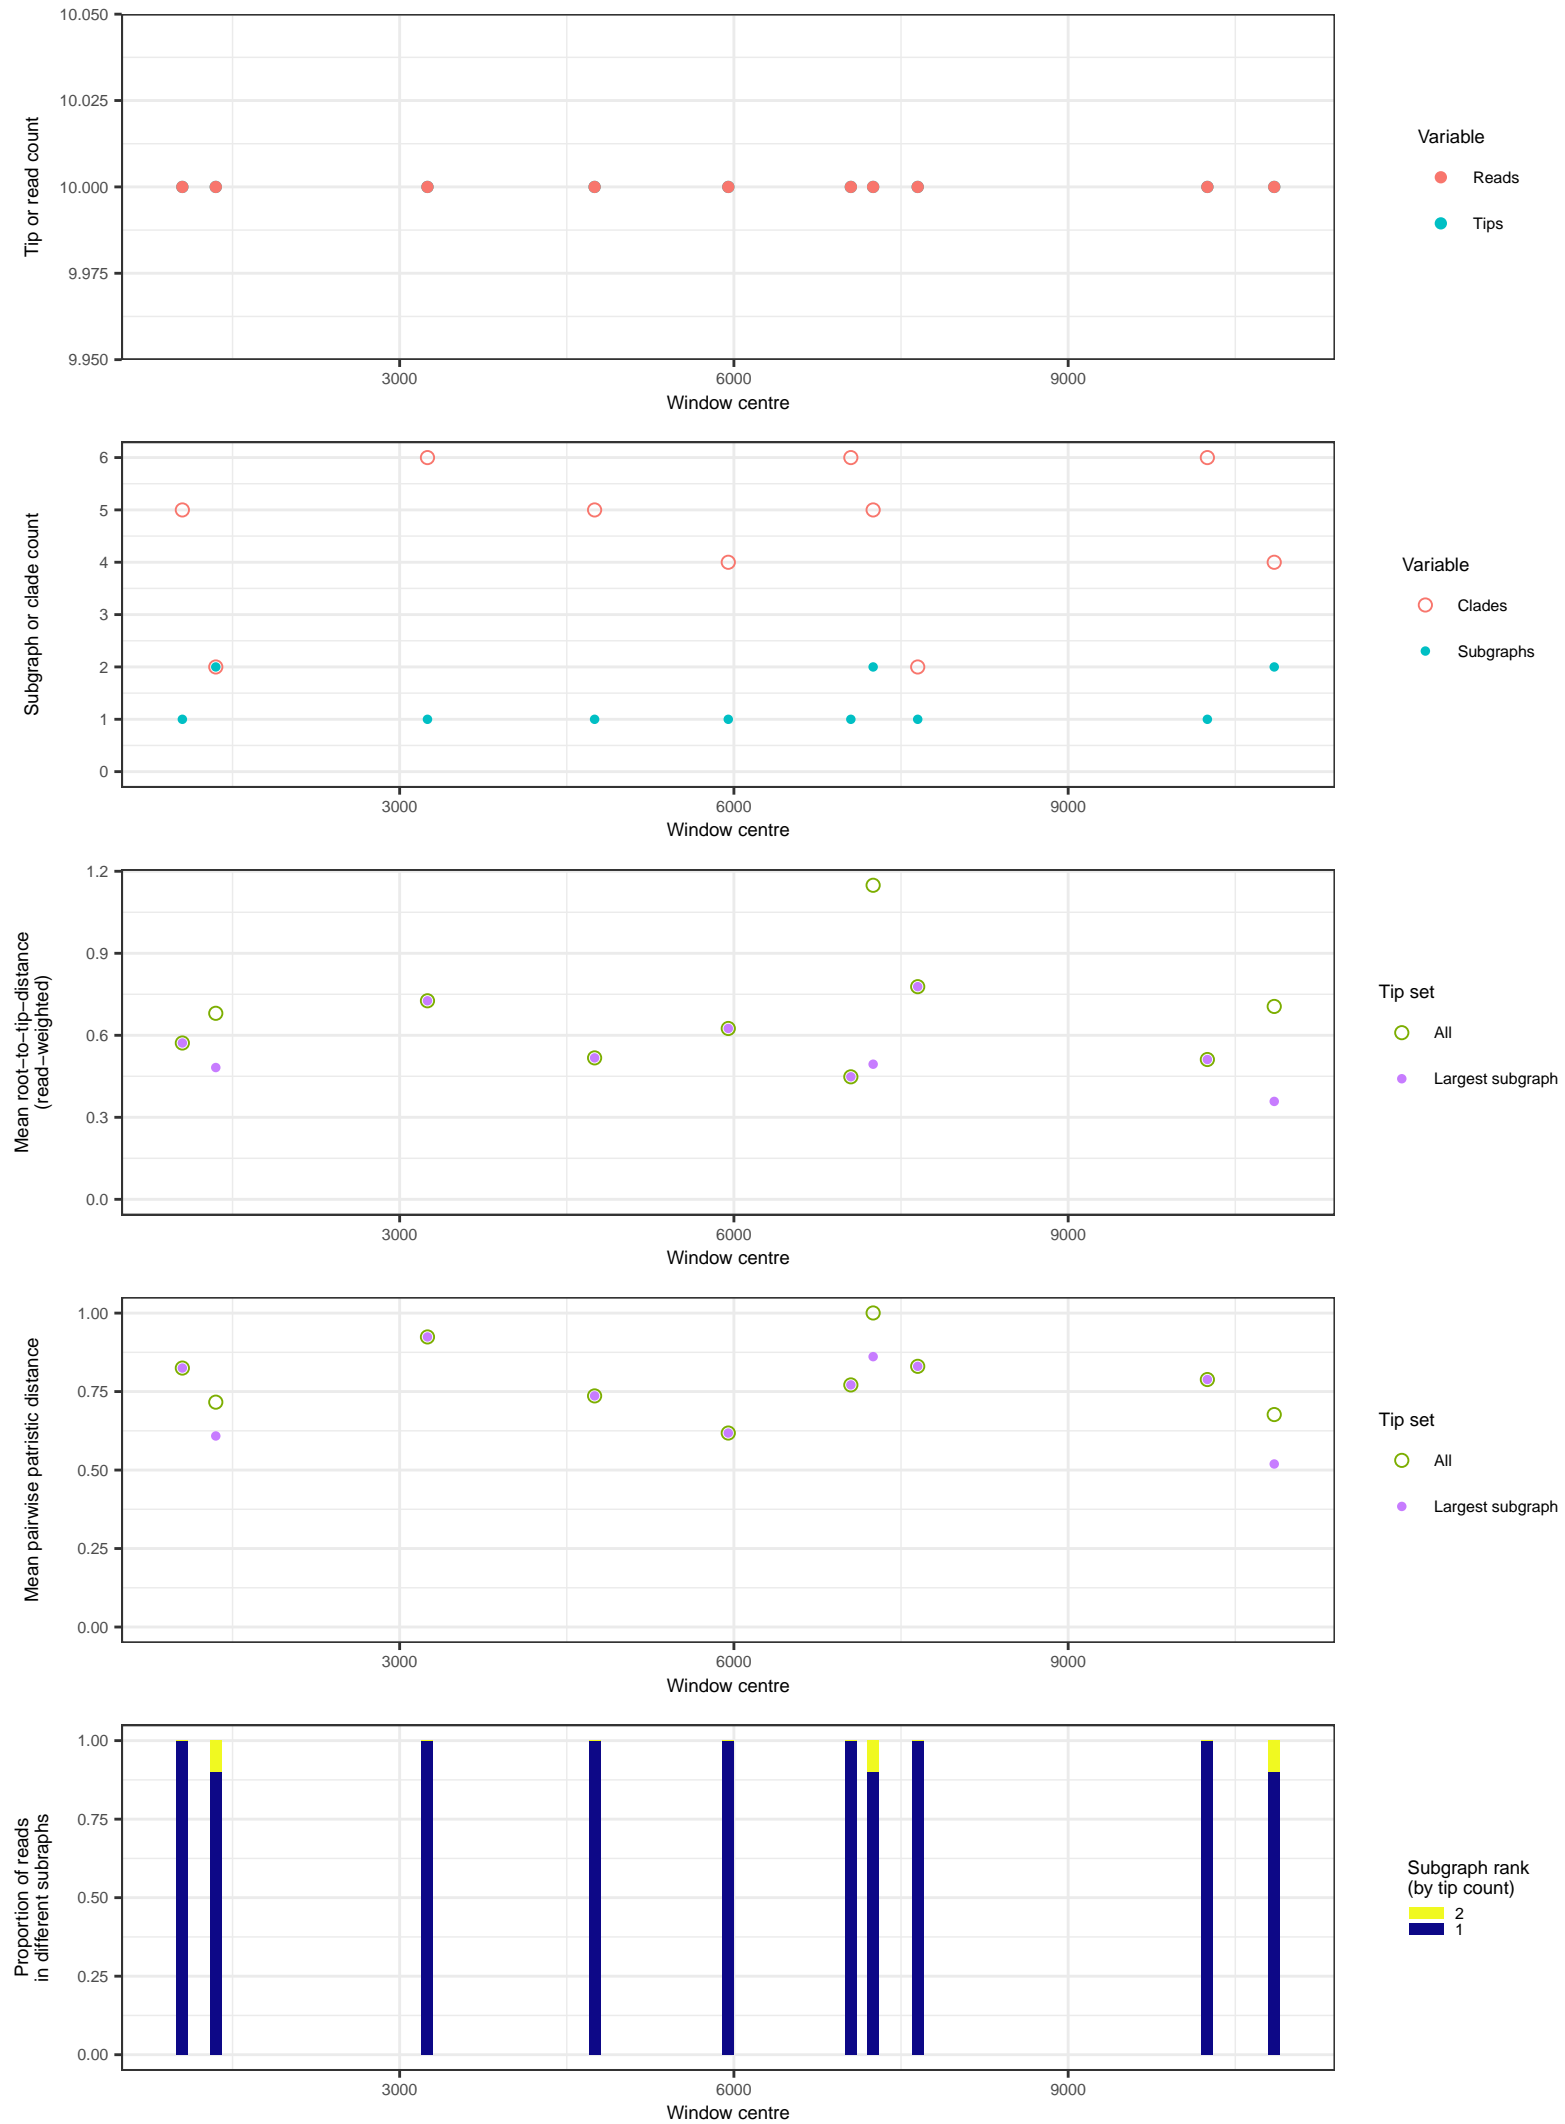 10.050
10.025
10.000
9.975
9.950
Tip or read count
3000 6000 9000
Window centre
Variable
Reads
Tips
6
5
4
3
2
1
0
Subgraph or clade count
3000 6000 9000
Window centre
Variable
Clades
Subgraphs
1.2
0.9
0.6
0.3
0.0
Mean root−to−tip−distance
(read−weighted)
3000 6000 9000
Window centre
Tip set
All
Largest subgraph
1.00
0.75
0.50
0.25
0.00
Mean pairwise patristic distance
3000 6000 9000
Window centre
Tip set
All
Largest subgraph
1.00
0.75
0.50
0.25
0.00
Proportion of reads
in different subraphs
3000 6000 9000
Window centre
Subgraph rank
(by tip count)
2
1